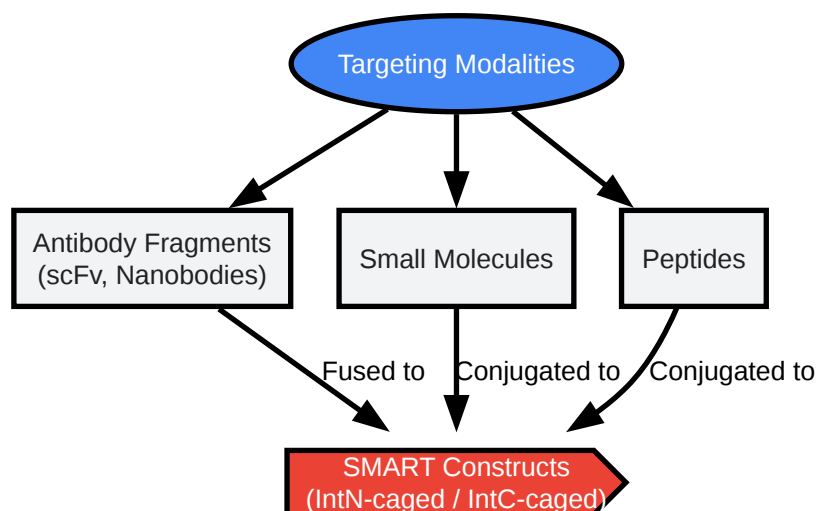 Targeting Modalities
Antibody Fragments
(scFv, Nanobodies)
Small Molecules
Peptides
Fused to
Conjugated to
Conjugated to
SMART Constructs
(IntN-caged / IntC-caged)